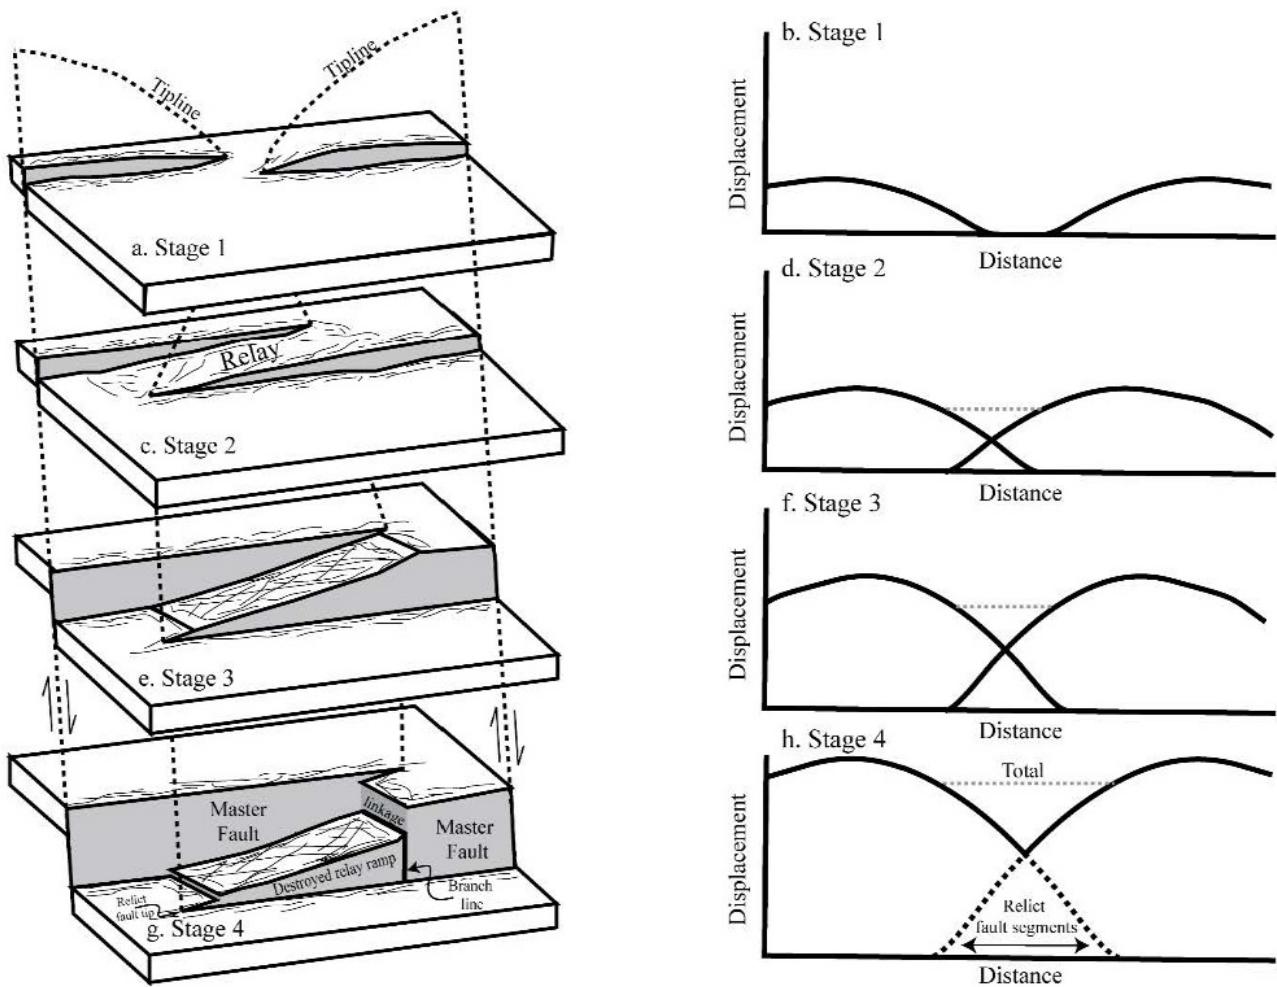 Tipline
Tipline
a. Stage 1
b. Stage 1
Displacement
Distance
Relay
c. Stage 2
d. Stage 2
Displacement
Distance
e. Stage 3
f. Stage 3
Displacement
Distance
Master
Fault
linkage
Master
Fault
Destroyed relay ramp
Relict
fault tip
Branch
line
g. Stage 4
h. Stage 4
Total
Displacement
Relict
fault segments
Distance